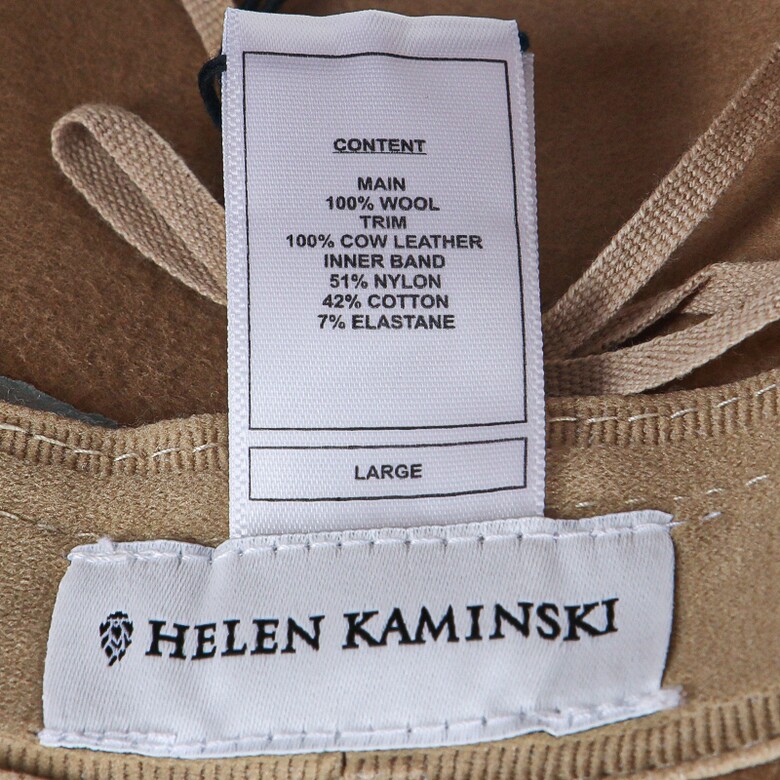 CONTENT
MAIN
100% WOOL
TRIM
100% COW LEATHER
INNER BAND
51% NYLON
42% COTTON
7% ELASTANE
LARGE
HELEN KAMINSKI